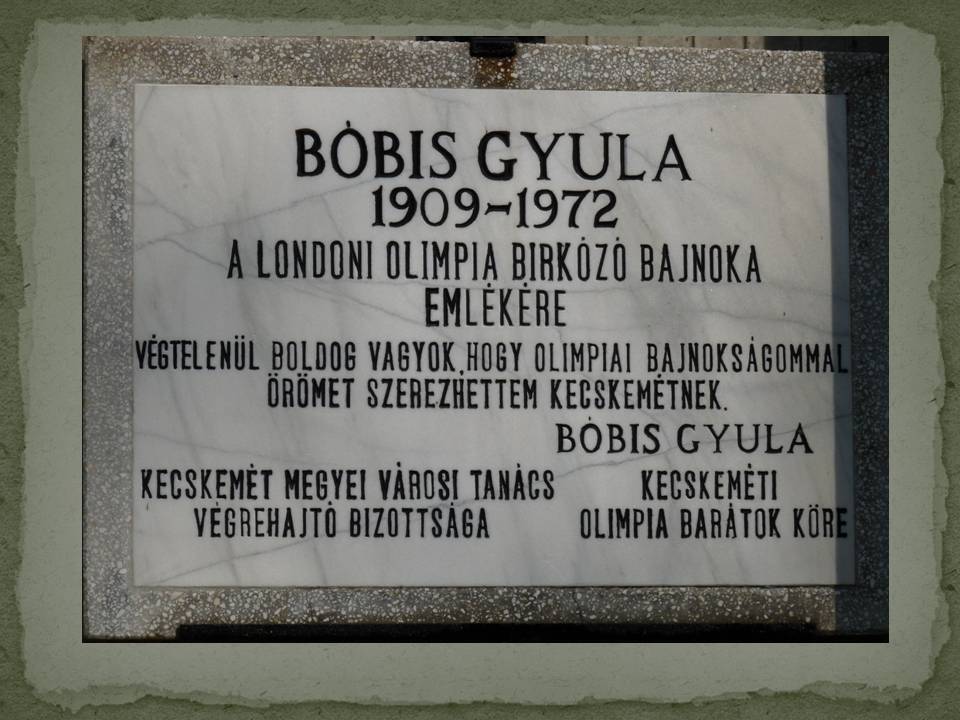 BÓBIS GYULA
1909-1972
A LONDONI OLIMPIA BIRKÓZÓ BAJNOKA
EMLÉKÉRE
VÉGTELENÜL BOLDOG VAGYOK, HOGY OLIMPIAI BAJNOKSÁGOMMAL
ÖRÖMET SZEREZHETTEM KECSKEMÉTNEK.
BÓBIS GYULA
KECSKEMÉT MEGYEI VÁROSI TANÁCS
VÉGREHAJTÓ BIZOTTSÁGA
KECSKEMÉTI
OLIMPIA BARÁTOK KÖRE